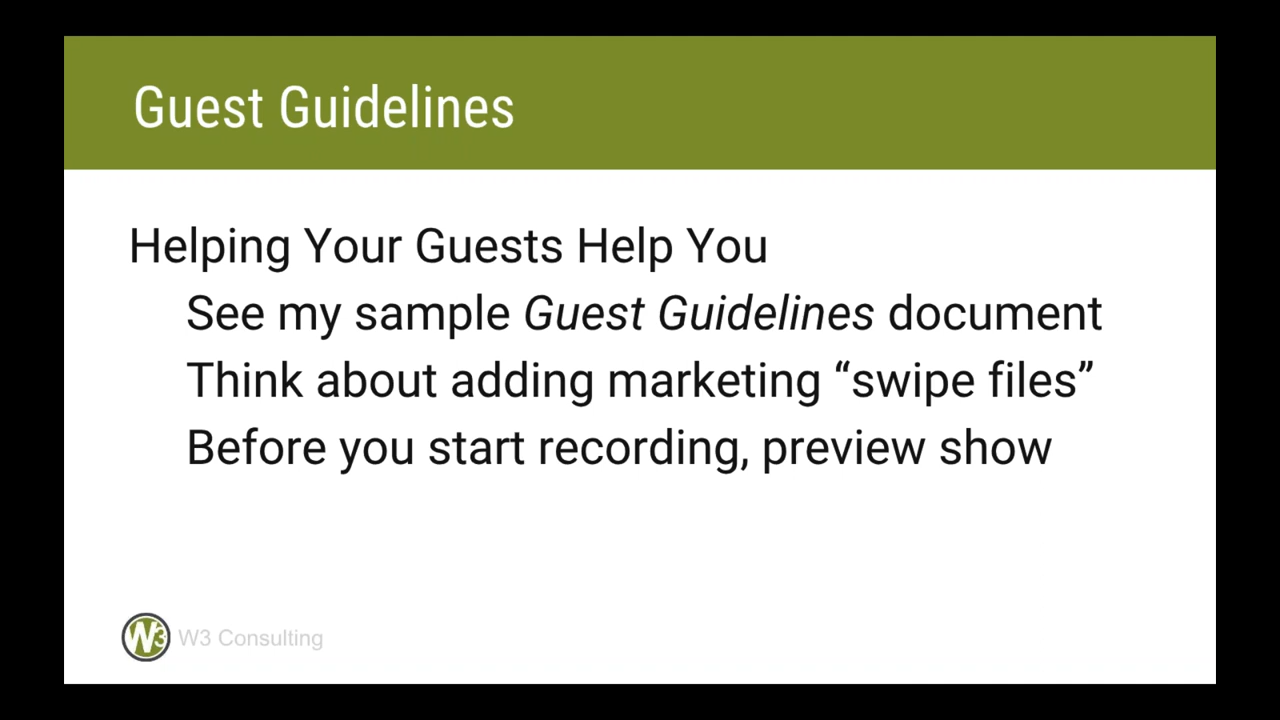 Guest Guidelines
Helping Your Guests Help You
See my sample Guest Guidelines document
Think about adding marketing “swipe files”
Before you start recording, preview show
W3 W3 Consulting